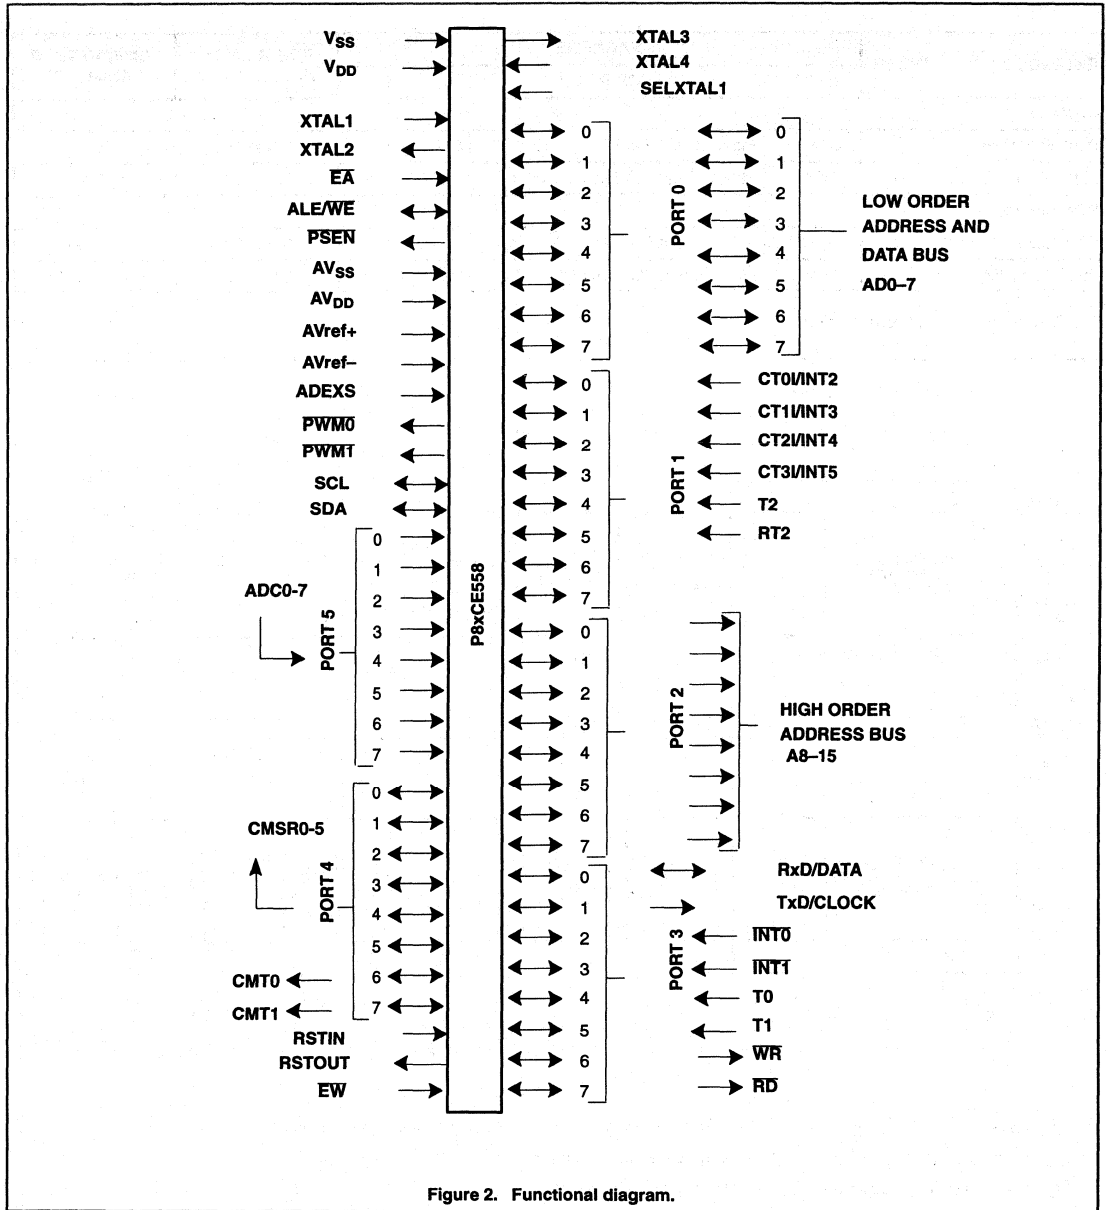 VSS
VDD
XTAL1
XTAL2
EA
ALE/WE
PSEN
AVSS
AVDD
AVref+
AVref–
ADEXS
PWM0
PWM1
SCL
SDA
ADC0-7
PORT 5
0
1
2
3
4
5
6
7
CMSR0-5
PORT 4
0
1
2
3
4
5
6
7
CMT0
CMT1
RSTIN
RSTOUT
EW
P8xCE558
XTAL3
XTAL4
SELXTAL1
0
1
2
3
4
5
6
7
PORT 0
0
1
2
3
4
5
6
7
LOW ORDER
ADDRESS AND
DATA BUS
AD0–7
0
1
2
3
4
5
6
7
PORT 1
CT0I/INT2
CT1I/INT3
CT2I/INT4
CT3I/INT5
T2
RT2
0
1
2
3
4
5
6
7
PORT 2
HIGH ORDER
ADDRESS BUS
A8–15
0
1
2
3
4
5
6
7
PORT 3
RxD/DATA
TxD/CLOCK
INT0
INT1
T0
T1
WR
RD
Figure 2. Functional diagram.